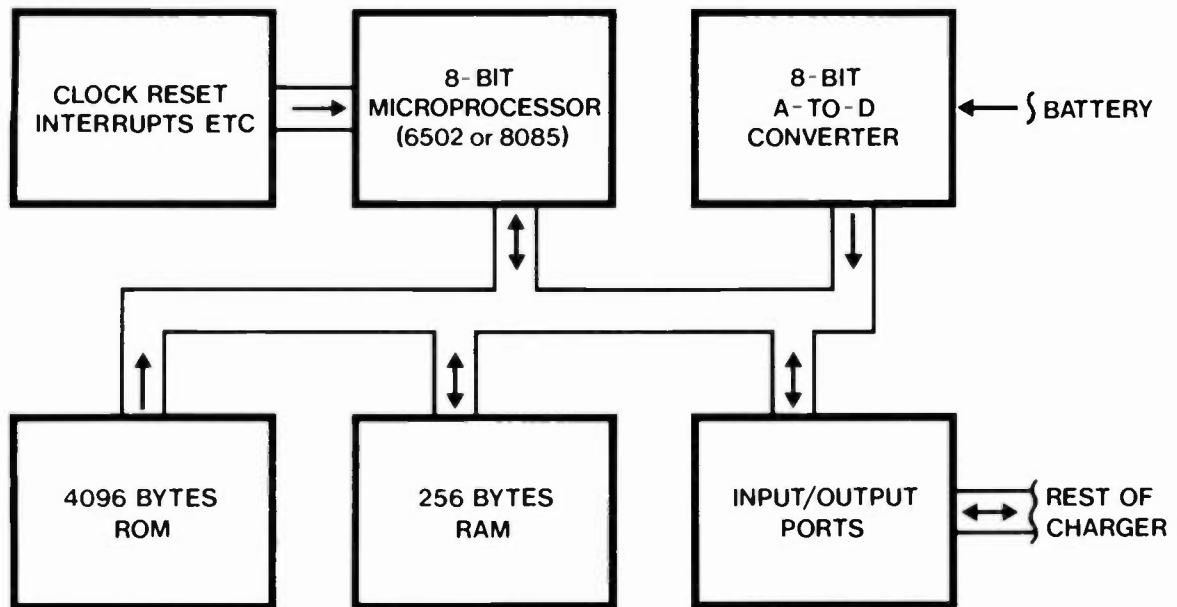 CLOCK RESET
INTERRUPTS ETC
8-BIT
MICROPROCESSOR
(6502 or 8085)
8-BIT
A-TO-D
CONVERTER
BATTERY
4096 BYTES
ROM
256 BYTES
RAM
INPUT/OUTPUT
PORTS
REST OF
CHARGER